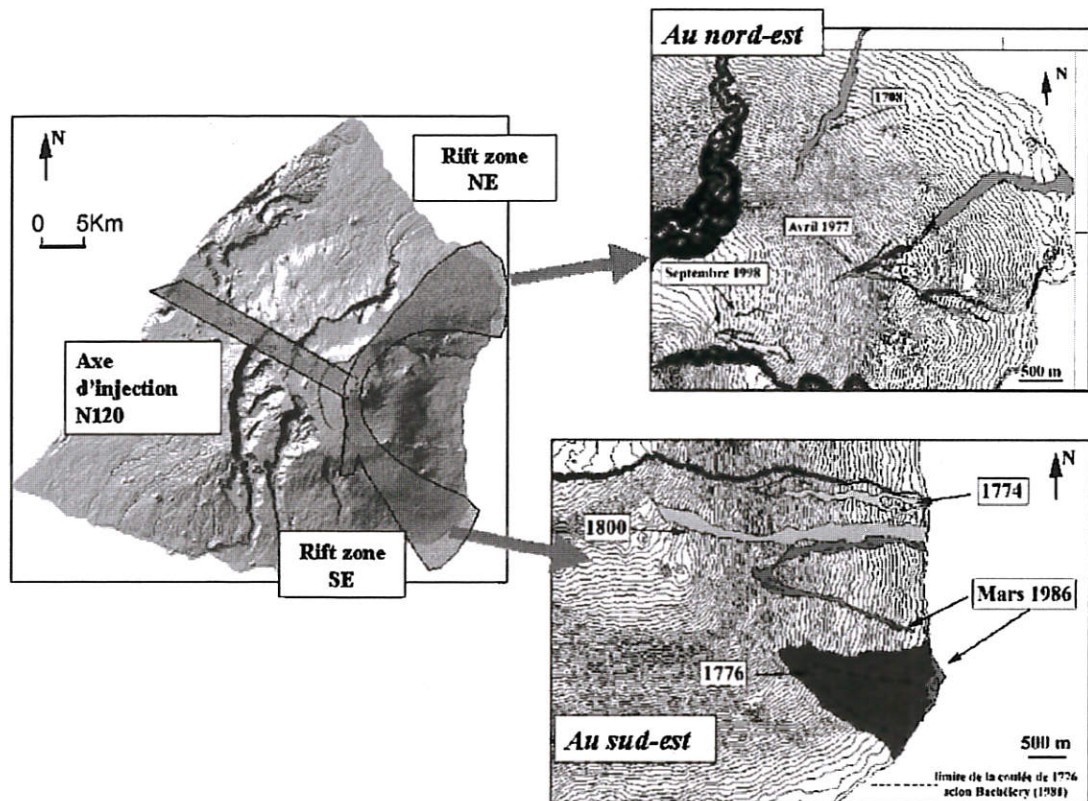 N
0 5Km
Rift zone
NE
Axe
d'injection
N120
Rift zone
SE
Au nord-est
N
1708
Avril 1977
Septembre 1998
500 m
N
1774
1800
Mars 1986
1776
Au sud-est
500 m
limite de la coulée de 1776
selon Bachélery (1981)